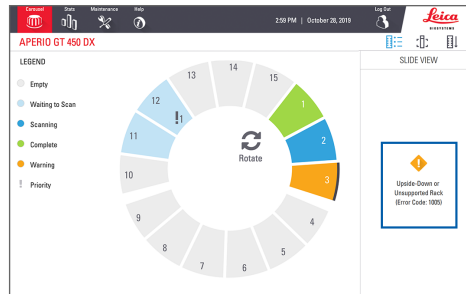 Carousel Stats Maintenance Help
2:59 PM | October 28, 2019
Log Out
Leica
BIOSYSTEMS
APERIO GT 450 DX
LEGEND
Empty
Waiting to Scan
Scanning
Complete
Warning
! Priority
1
2
3
4
5
6
7
8
9
10
11
12
!1
13
14
15
Rotate
SLIDE VIEW
Upside-Down or
Unsupported Rack
(Error Code: 1005)